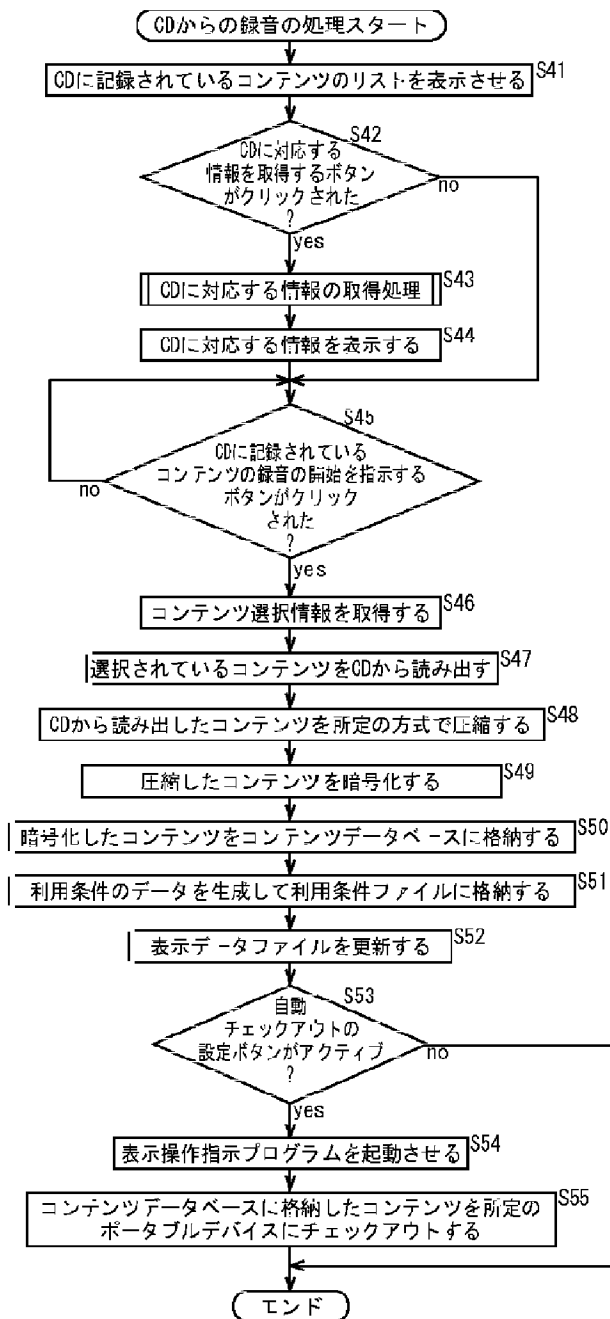 CDからの録音の処理スタート
CDに記録されているコンテンツのリストを表示させる
S41
S42
CDに対応する
情報を取得するボタン
がクリックされた
?
no
yes
CDに対応する情報の取得処理
S43
CDに対応する情報を表示する
S44
S45
CDに記録されている
コンテンツの録音の開始を指示する
ボタンがクリック
された
?
no
yes
コンテンツ選択情報を取得する
S46
選択されているコンテンツをCDから読み出す
S47
CDから読み出したコンテンツを所定の方式で圧縮する
S48
圧縮したコンテンツを暗号化する
S49
暗号化したコンテンツをコンテンツデータベースに格納する
S50
利用条件のデータを生成して利用条件ファイルに格納する
S51
表示データファイルを更新する
S52
S53
自動
チェックアウトの
設定ボタンがアクティブ
?
no
yes
表示操作指示プログラムを起動させる
S54
コンテンツデータベースに格納したコンテンツを所定の
ポータブルデバイスにチェックアウトする
S55
エンド